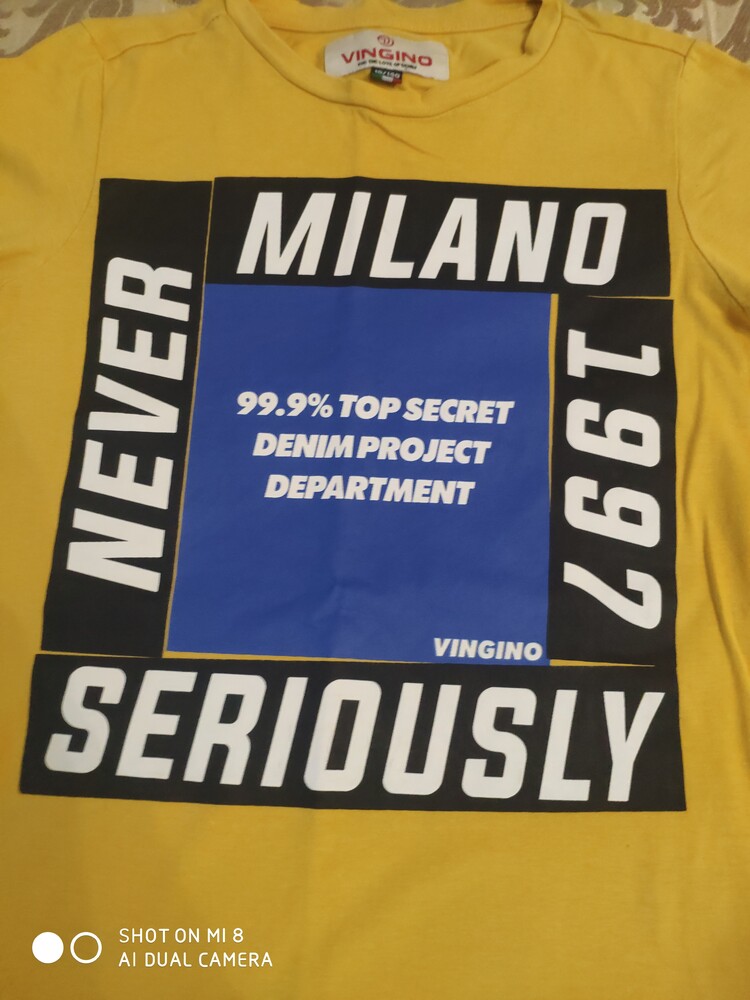 VINGINO
MILANO
NEVER
1997
99.9% TOP SECRET
DENIM PROJECT
DEPARTMENT
VINGINO
SERIOUSLY
SHOT ON MI 8
AI DUAL CAMERA